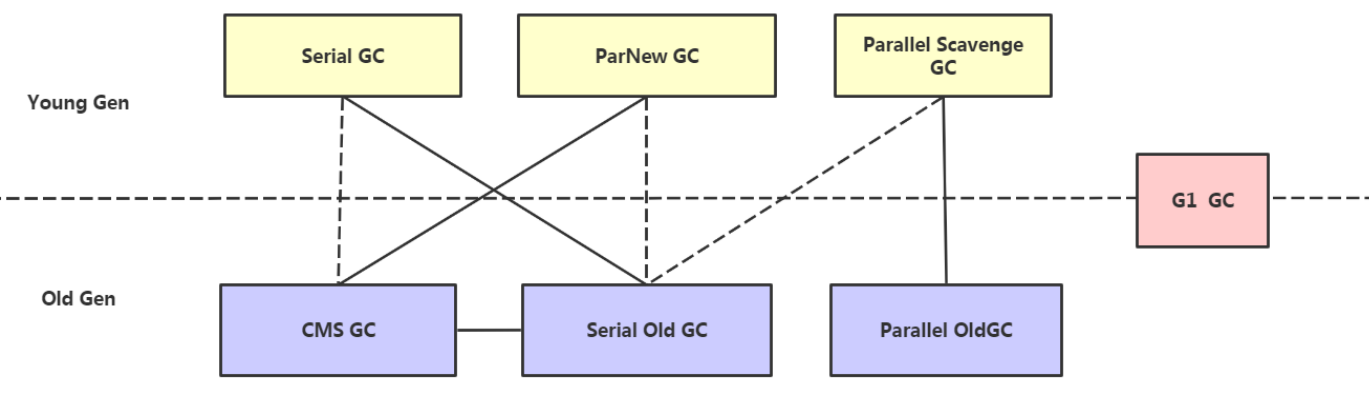 Serial GC
ParNew GC
Parallel Scavenge
GC
Young Gen
G1 GC
Old Gen
CMS GC
Serial Old GC
Parallel OldGC